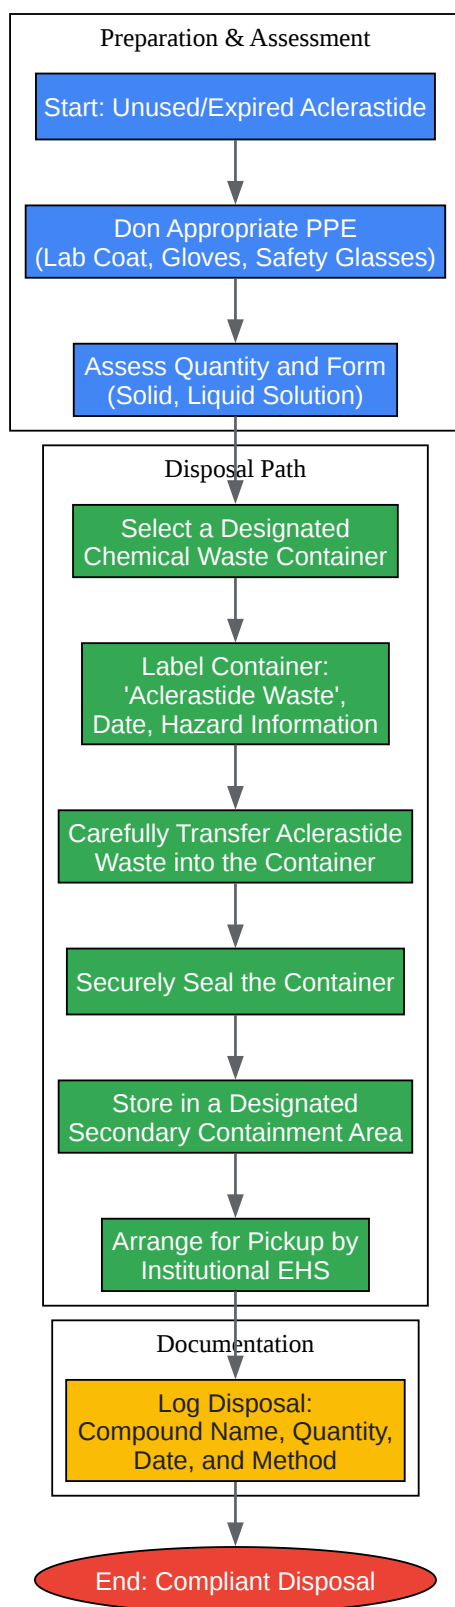 Preparation & Assessment
Start: Unused/Expired Aclerastide
Don Appropriate PPE
(Lab Coat, Gloves, Safety Glasses)
Assess Quantity and Form
(Solid, Liquid Solution)
Disposal Path
Select a Designated
Chemical Waste Container
Label Container:
'Aclerastide Waste',
Date, Hazard Information
Carefully Transfer Aclerastide
Waste into the Container
Securely Seal the Container
Store in a Designated
Secondary Containment Area
Arrange for Pickup by
Institutional EHS
Documentation
Log Disposal:
Compound Name, Quantity,
Date, and Method
End: Compliant Disposal